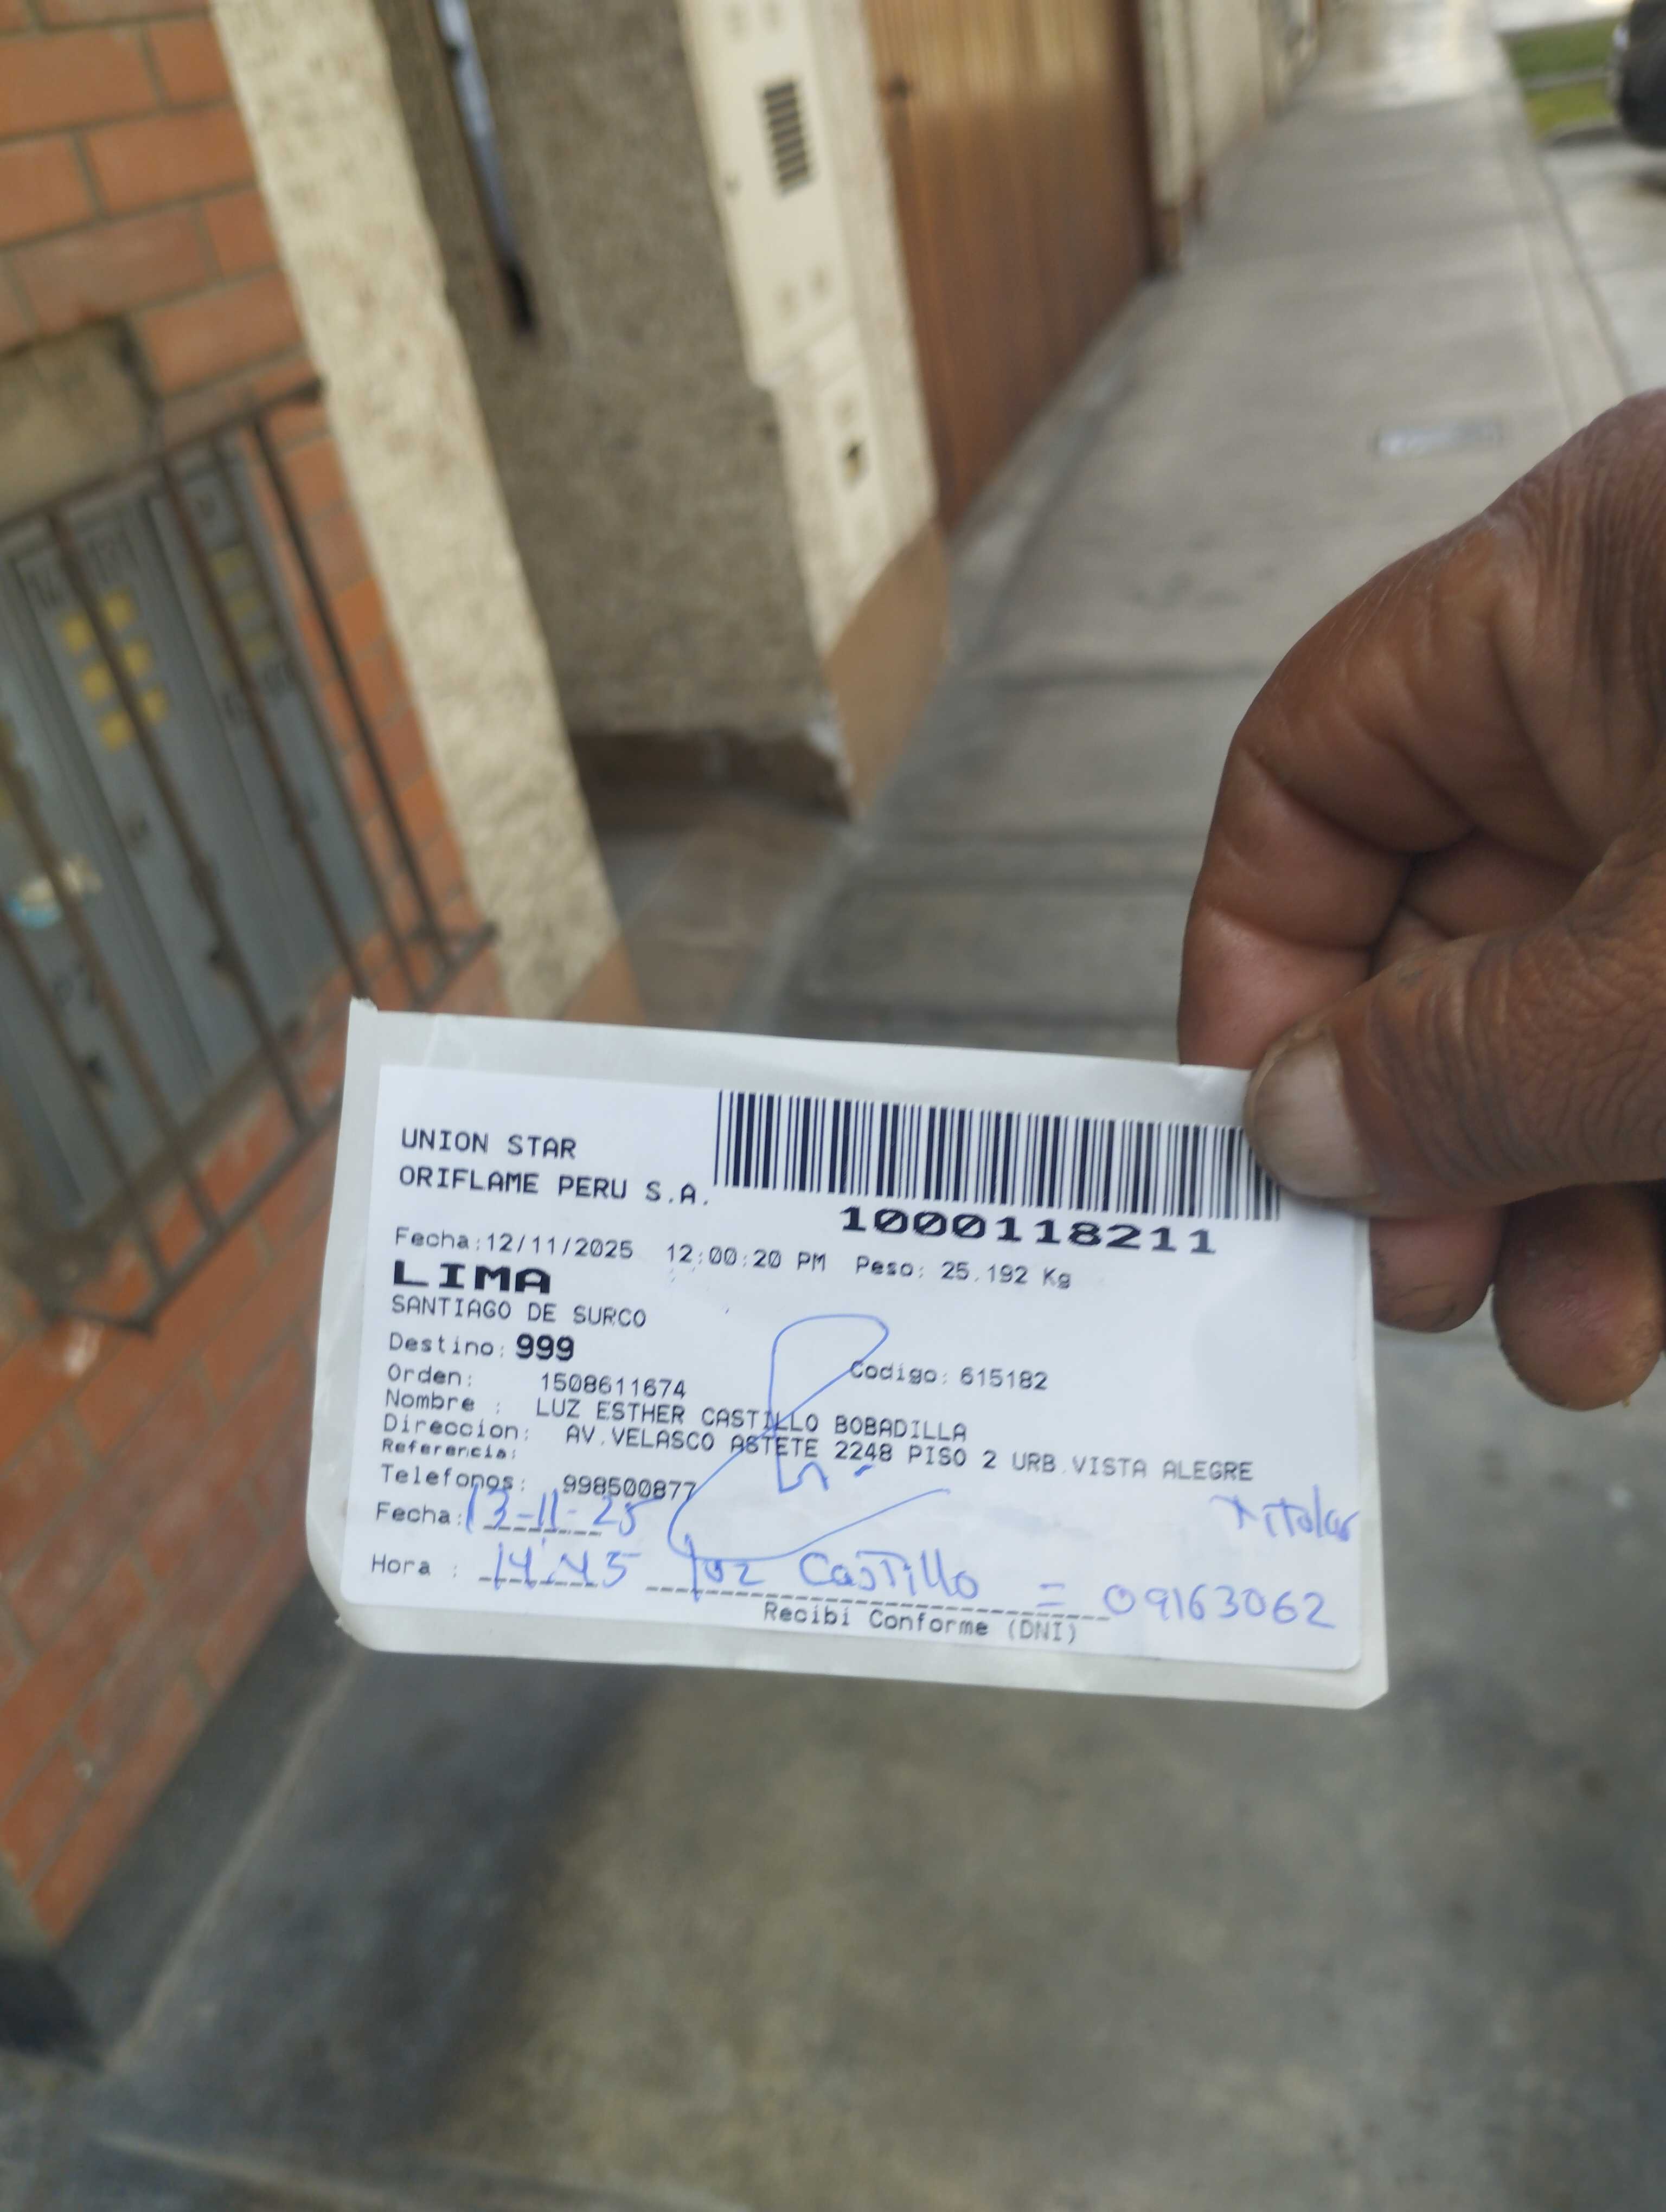 UNION STAR
ORIFLAME PERU S.A.
1000118211
Fecha:12/11/2025 12:00:20 PM Peso: 25.192 Kg
LIMA
SANTIAGO DE SURCO
Destino: 999
Orden: 1508611674 Codigo: 615182
Nombre : LUZ ESTHER CASTILLO BOBADILLA
Direccion: AV.VELASCO ASTETE 2248 PISO 2 URB.VISTA ALEGRE
Referencia:
Telefonos: 998500877
Fecha: 13-11-25 Titular
Hora : 14:45 Luz Castillo = 09163062
Recibi Conforme (DNI)